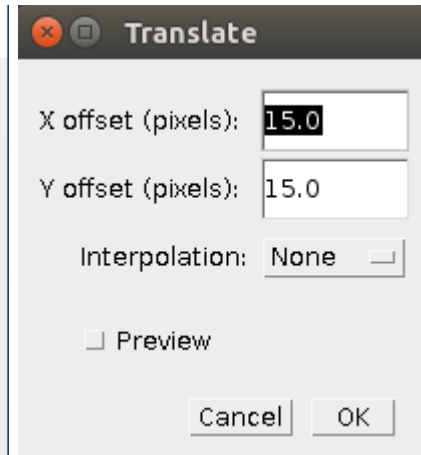 Translate
X offset (pixels): 15.0
Y offset (pixels): 15.0
Interpolation: None
Preview
Cancel OK